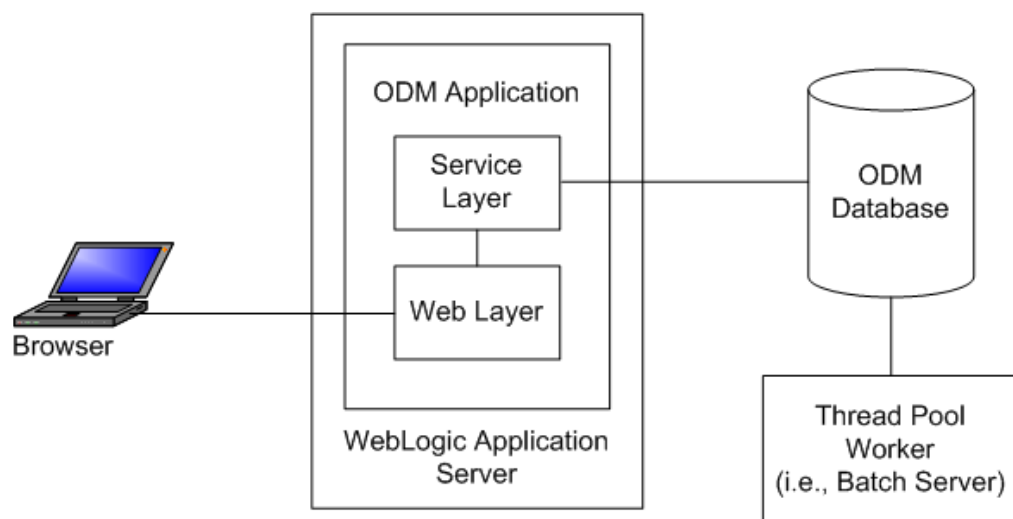 ODM Application
Service
Layer
Web Layer
WebLogic Application
Server
Browser
ODM
Database
Thread Pool
Worker
(i.e., Batch Server)